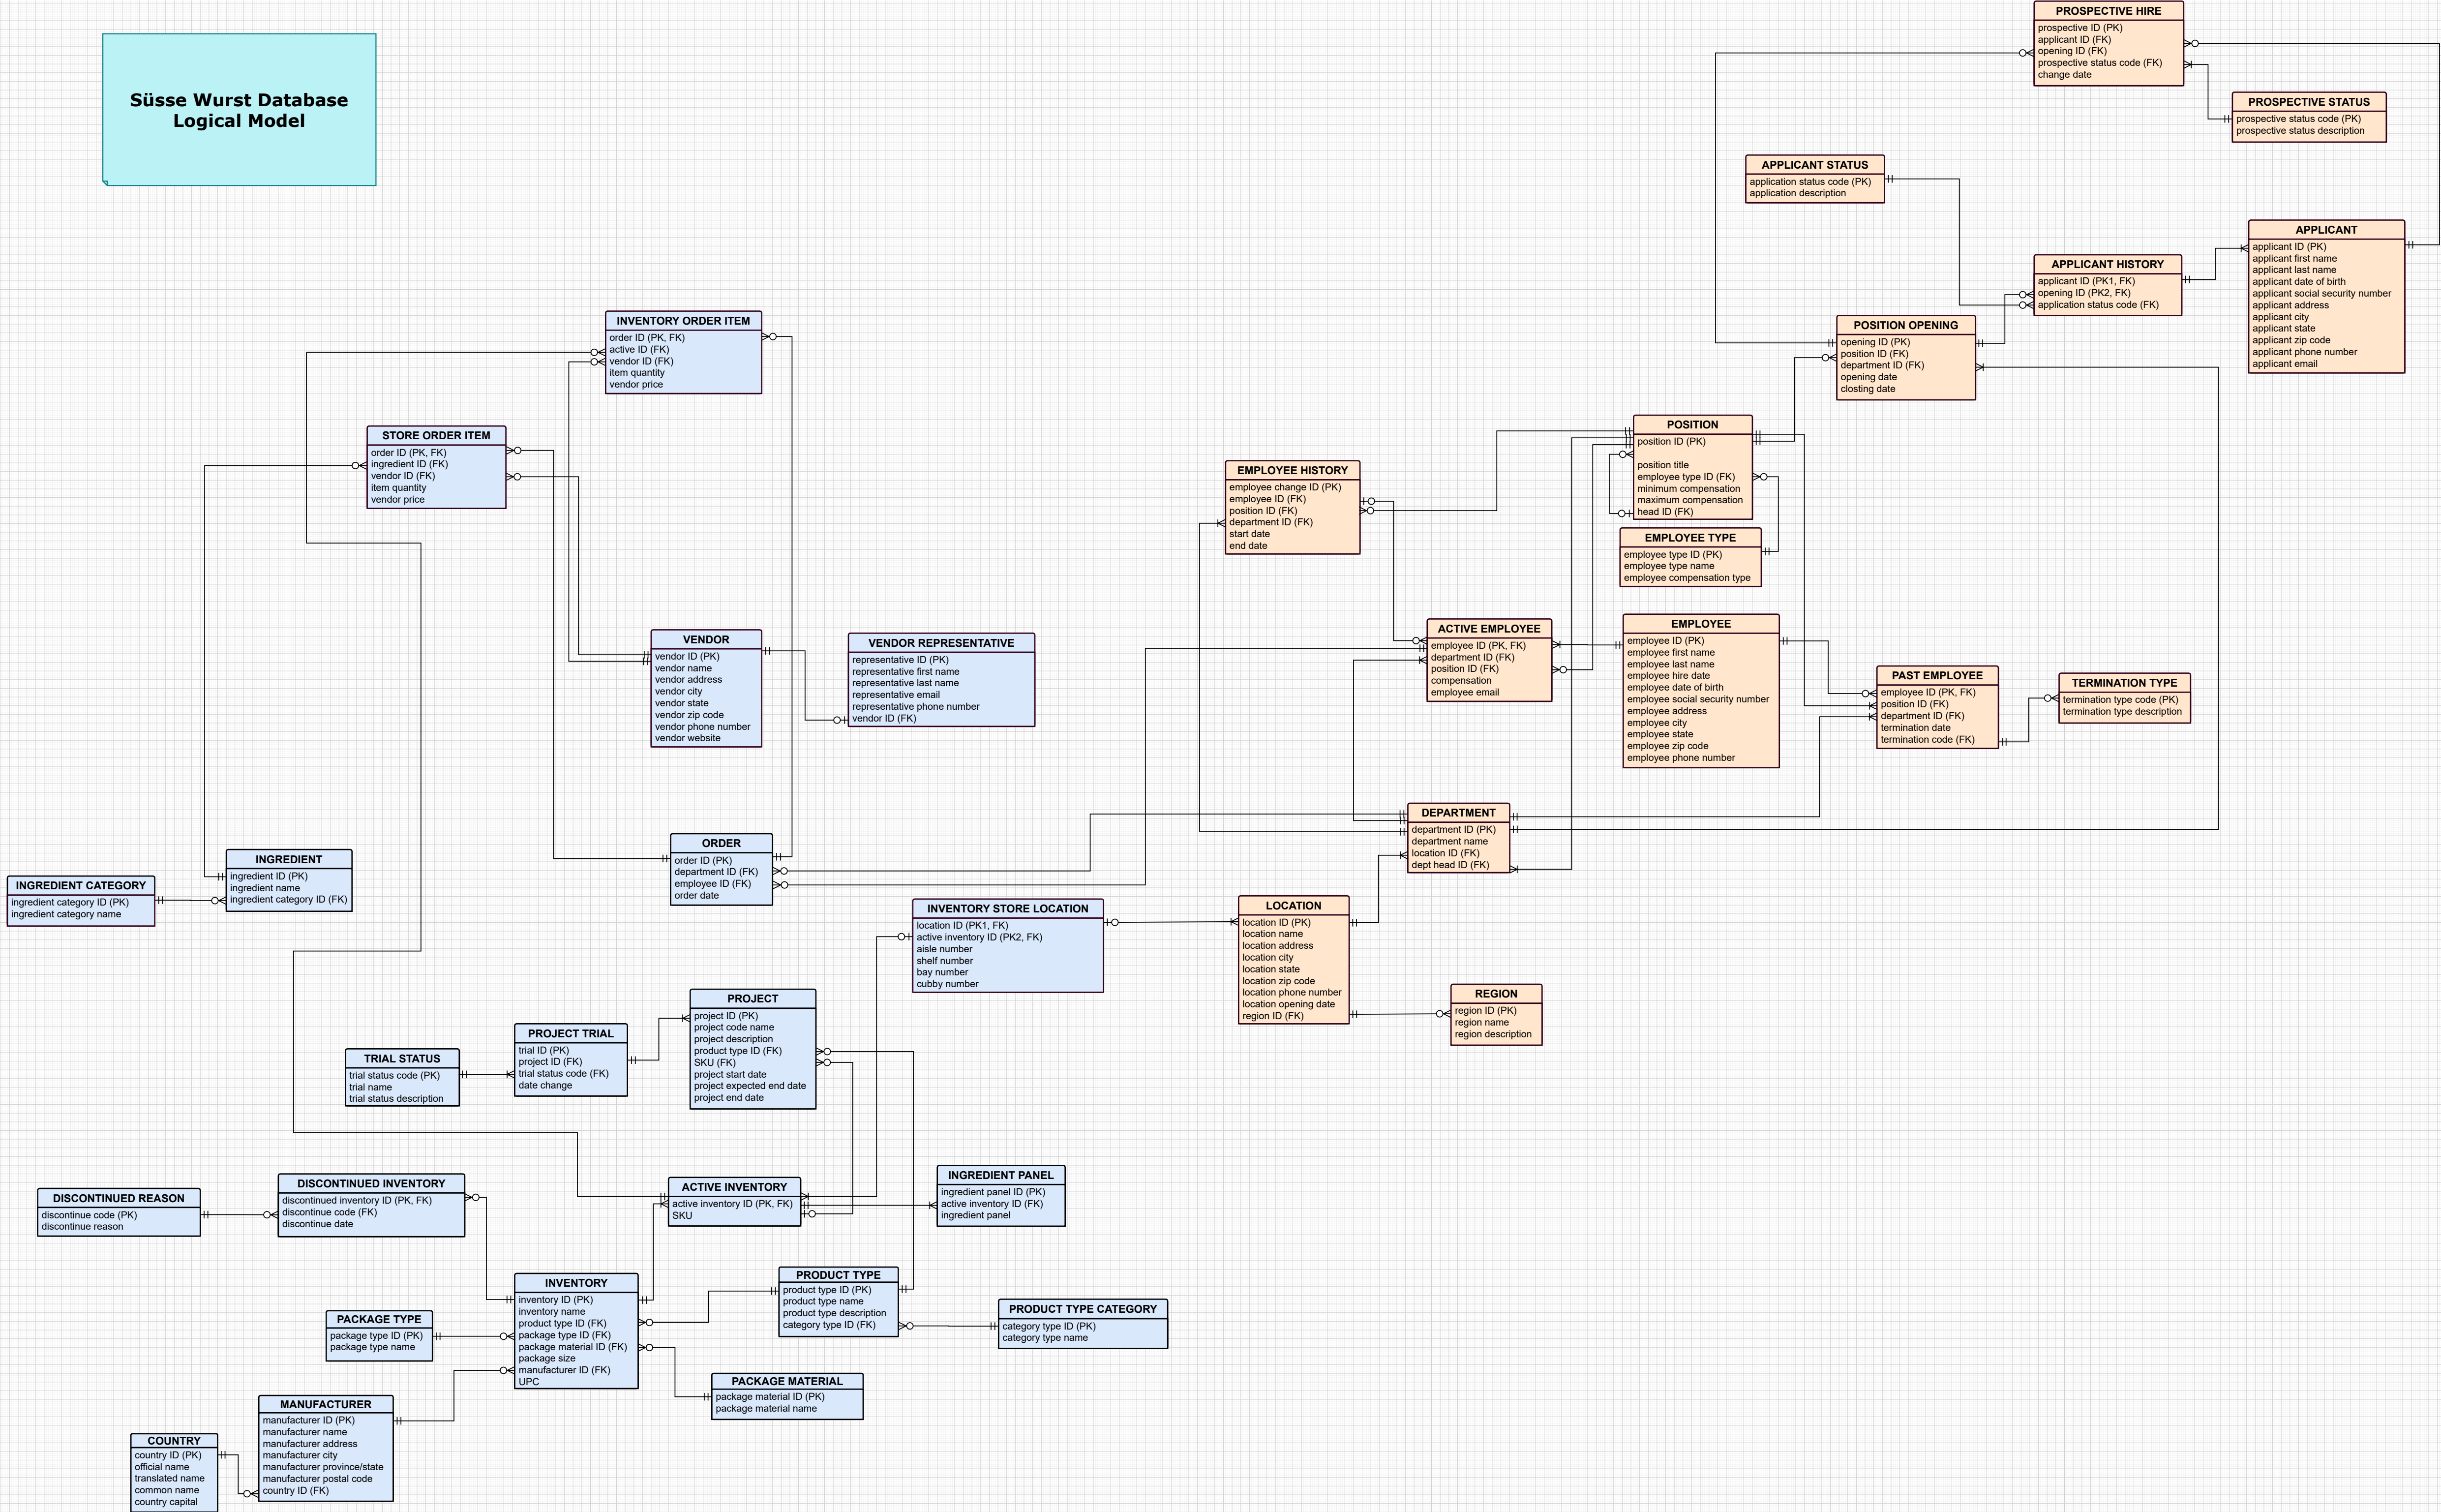 Süsse Wurst Database
Logical Model
PROSPECTIVE HIRE
prospective ID (PK)
applicant ID (FK)
opening ID (FK)
prospective status code (FK)
change date
PROSPECTIVE STATUS
prospective status code (PK)
prospective status description
APPLICANT STATUS
application status code (PK)
application description
APPLICANT
applicant ID (PK)
applicant first name
applicant last name
applicant date of birth
applicant social security number
applicant address
applicant city
applicant state
applicant zip code
applicant phone number
applicant email
APPLICANT HISTORY
applicant ID (PK1, FK)
opening ID (PK2, FK)
application status code (FK)
POSITION OPENING
opening ID (PK)
position ID (FK)
department ID (FK)
opening date
closting date
INVENTORY ORDER ITEM
order ID (PK, FK)
active ID (FK)
vendor ID (FK)
item quantity
vendor price
STORE ORDER ITEM
order ID (PK, FK)
ingredient ID (FK)
vendor ID (FK)
item quantity
vendor price
POSITION
position ID (PK)
position title
employee type ID (FK)
minimum compensation
maximum compensation
head ID (FK)
EMPLOYEE HISTORY
employee change ID (PK)
employee ID (FK)
position ID (FK)
department ID (FK)
start date
end date
EMPLOYEE TYPE
employee type ID (PK)
employee type name
employee compensation type
VENDOR
vendor ID (PK)
vendor name
vendor address
vendor city
vendor state
vendor zip code
vendor phone number
vendor website
VENDOR REPRESENTATIVE
representative ID (PK)
representative first name
representative last name
representative email
representative phone number
vendor ID (FK)
ACTIVE EMPLOYEE
employee ID (PK, FK)
department ID (FK)
position ID (FK)
compensation
employee email
EMPLOYEE
employee ID (PK)
employee first name
employee last name
employee hire date
employee date of birth
employee social security number
employee address
employee city
employee state
employee zip code
employee phone number
PAST EMPLOYEE
employee ID (PK, FK)
position ID (FK)
department ID (FK)
termination date
termination code (FK)
TERMINATION TYPE
termination type code (PK)
termination type description
DEPARTMENT
department ID (PK)
department name
location ID (FK)
dept head ID (FK)
ORDER
order ID (PK)
department ID (FK)
employee ID (FK)
order date
INGREDIENT
ingredient ID (PK)
ingredient name
ingredient category ID (FK)
INGREDIENT CATEGORY
ingredient category ID (PK)
ingredient category name
INVENTORY STORE LOCATION
location ID (PK1, FK)
active inventory ID (PK2, FK)
aisle number
shelf number
bay number
cubby number
LOCATION
location ID (PK)
location name
location address
location city
location state
location zip code
location phone number
location opening date
region ID (FK)
REGION
region ID (PK)
region name
region description
PROJECT
project ID (PK)
project code name
project description
product type ID (FK)
SKU (FK)
project start date
project expected end date
project end date
PROJECT TRIAL
trial ID (PK)
project ID (FK)
trial status code (FK)
date change
TRIAL STATUS
trial status code (PK)
trial name
trial status description
DISCONTINUED REASON
discontinue code (PK)
discontinue reason
DISCONTINUED INVENTORY
discontinued inventory ID (PK, FK)
discontinue code (FK)
discontinue date
ACTIVE INVENTORY
active inventory ID (PK, FK)
SKU
INGREDIENT PANEL
ingredient panel ID (PK)
active inventory ID (FK)
ingredient panel
INVENTORY
inventory ID (PK)
inventory name
product type ID (FK)
package type ID (FK)
package material ID (FK)
package size
manufacturer ID (FK)
UPC
PRODUCT TYPE
product type ID (PK)
product type name
product type description
category type ID (FK)
PRODUCT TYPE CATEGORY
category type ID (PK)
category type name
PACKAGE TYPE
package type ID (PK)
package type name
PACKAGE MATERIAL
package material ID (PK)
package material name
MANUFACTURER
manufacturer ID (PK)
manufacturer name
manufacturer address
manufacturer city
manufacturer province/state
manufacturer postal code
country ID (FK)
COUNTRY
country ID (PK)
official name
translated name
common name
country capital